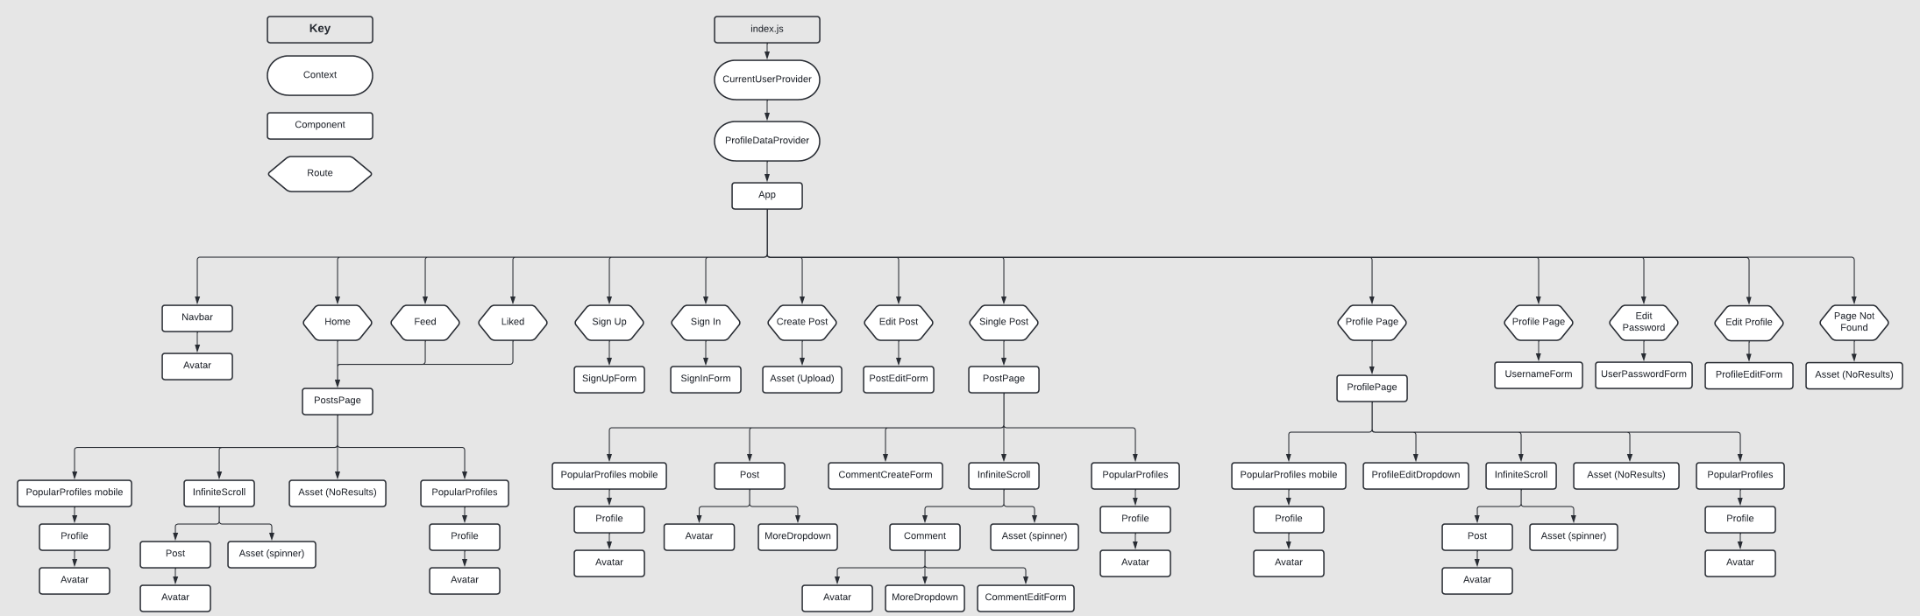 Key
Context
Component
Route
index.js
CurrentUserProvider
ProfileDataProvider
App
Navbar
Avatar
Home
Feed
Liked
PostsPage
Sign Up
SignUpForm
Sign In
SignInForm
Create Post
Asset (Upload)
Edit Post
PostEditForm
Single Post
PostPage
Profile Page
ProfilePage
Profile Page
UsernameForm
Edit
Password
UserPasswordForm
Edit Profile
ProfileEditForm
Page Not
Found
Asset (NoResults)
PopularProfiles mobile
Profile
Avatar
InfiniteScroll
Post
Avatar
Asset (spinner)
Asset (NoResults)
PopularProfiles
Profile
Avatar
PopularProfiles mobile
Profile
Avatar
Post
Avatar
MoreDropdown
CommentCreateForm
InfiniteScroll
Comment
Asset (spinner)
Avatar
MoreDropdown
CommentEditForm
PopularProfiles
Profile
Avatar
PopularProfiles mobile
Profile
Avatar
ProfileEditDropdown
InfiniteScroll
Post
Avatar
Asset (spinner)
Asset (NoResults)
PopularProfiles
Profile
Avatar